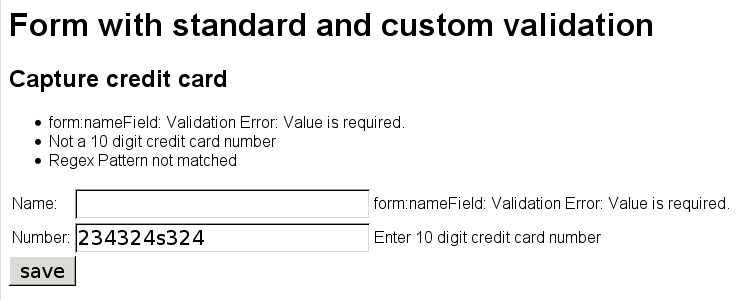 Form with standard and custom validation
Capture credit card
form:nameField: Validation Error: Value is required.
Not a 10 digit credit card number
Regex Pattern not matched
Name: form:nameField: Validation Error: Value is required.
Number: 234324s324 Enter 10 digit credit card number
save